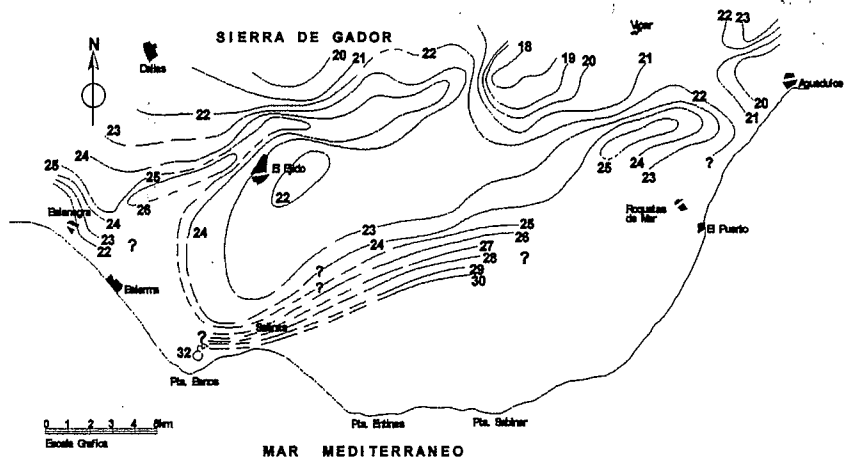 22 23
Vicar
SIERRA DE GADOR
N
Dalias
20 21 22
18 19 20 21
22
20
21
Aguadulce
22
23
24
25
26
El Ejido
22
25 24 23
?
25
Balanegra
24
23
22
?
24
Roquetas
de Mar
El Puerto
23
24
25
26
27
28
29
30
?
?
?
Balerma
Salinas
?
32
Pta. Banos
0 1 2 3 4 5km
Escala Grafica
Pta. Entinas
Pta. Sabinar
MAR MEDITERRANEO